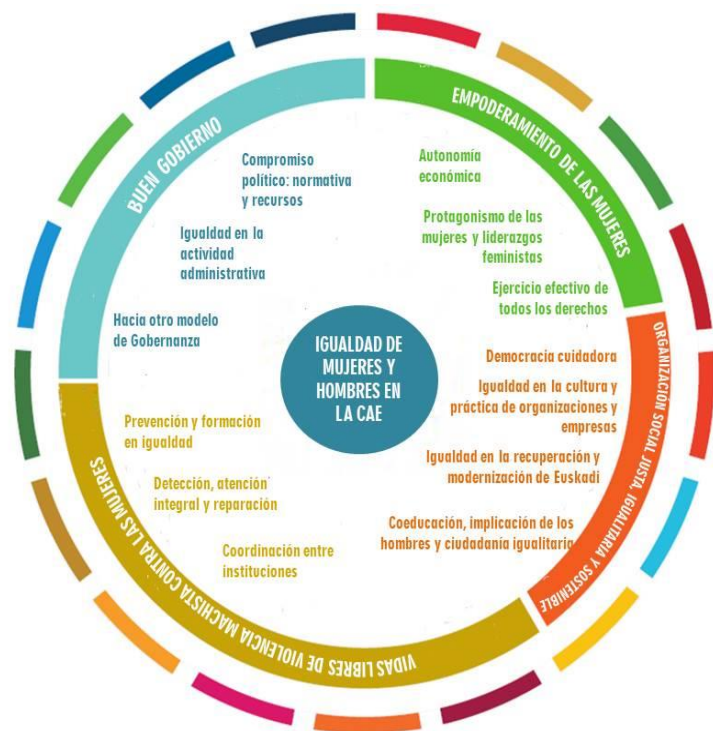 BUEN GOBIERNO
Compromiso
político: normativa
y recursos
Igualdad en la
actividad
administrativa
Hacia otro modelo
de Gobernanza
EMPODERAMIENTO DE LAS MUJERES
Autonomía
económica
Protagonismo de las
mujeres y liderazgos
feministas
Ejercicio efectivo de
todos los derechos
IGUALDAD DE
MUJERES Y
HOMBRES EN
LA CAE
ORGANIZACIÓN SOCIAL JUSTA, IGUALITARIA Y SOSTENIBLE
Democracia cuidadora
Igualdad en la cultura y
práctica de organizaciones y
empresas
Igualdad en la recuperación y
modernización de Euskadi
Coeducación, implicación de los
hombres y ciudadanía igualitaria
VIDAS LIBRES DE VIOLENCIA MACHISTA CONTRA LAS MUJERES
Prevención y formación
en igualdad
Detección, atención
integral y reparación
Coordinación entre
instituciones